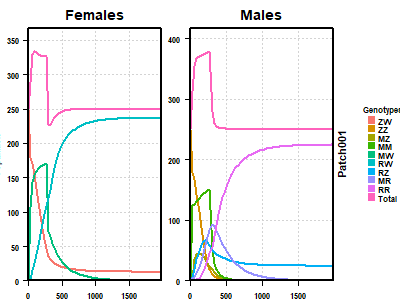 Females
Males
350
300
250
200
150
100
50
0
0
500
1000
1500
400
300
200
100
0
0
500
1000
1500
Patch001
Genotypes
ZW
ZZ
MZ
MM
MW
RW
RZ
MR
RR
Total